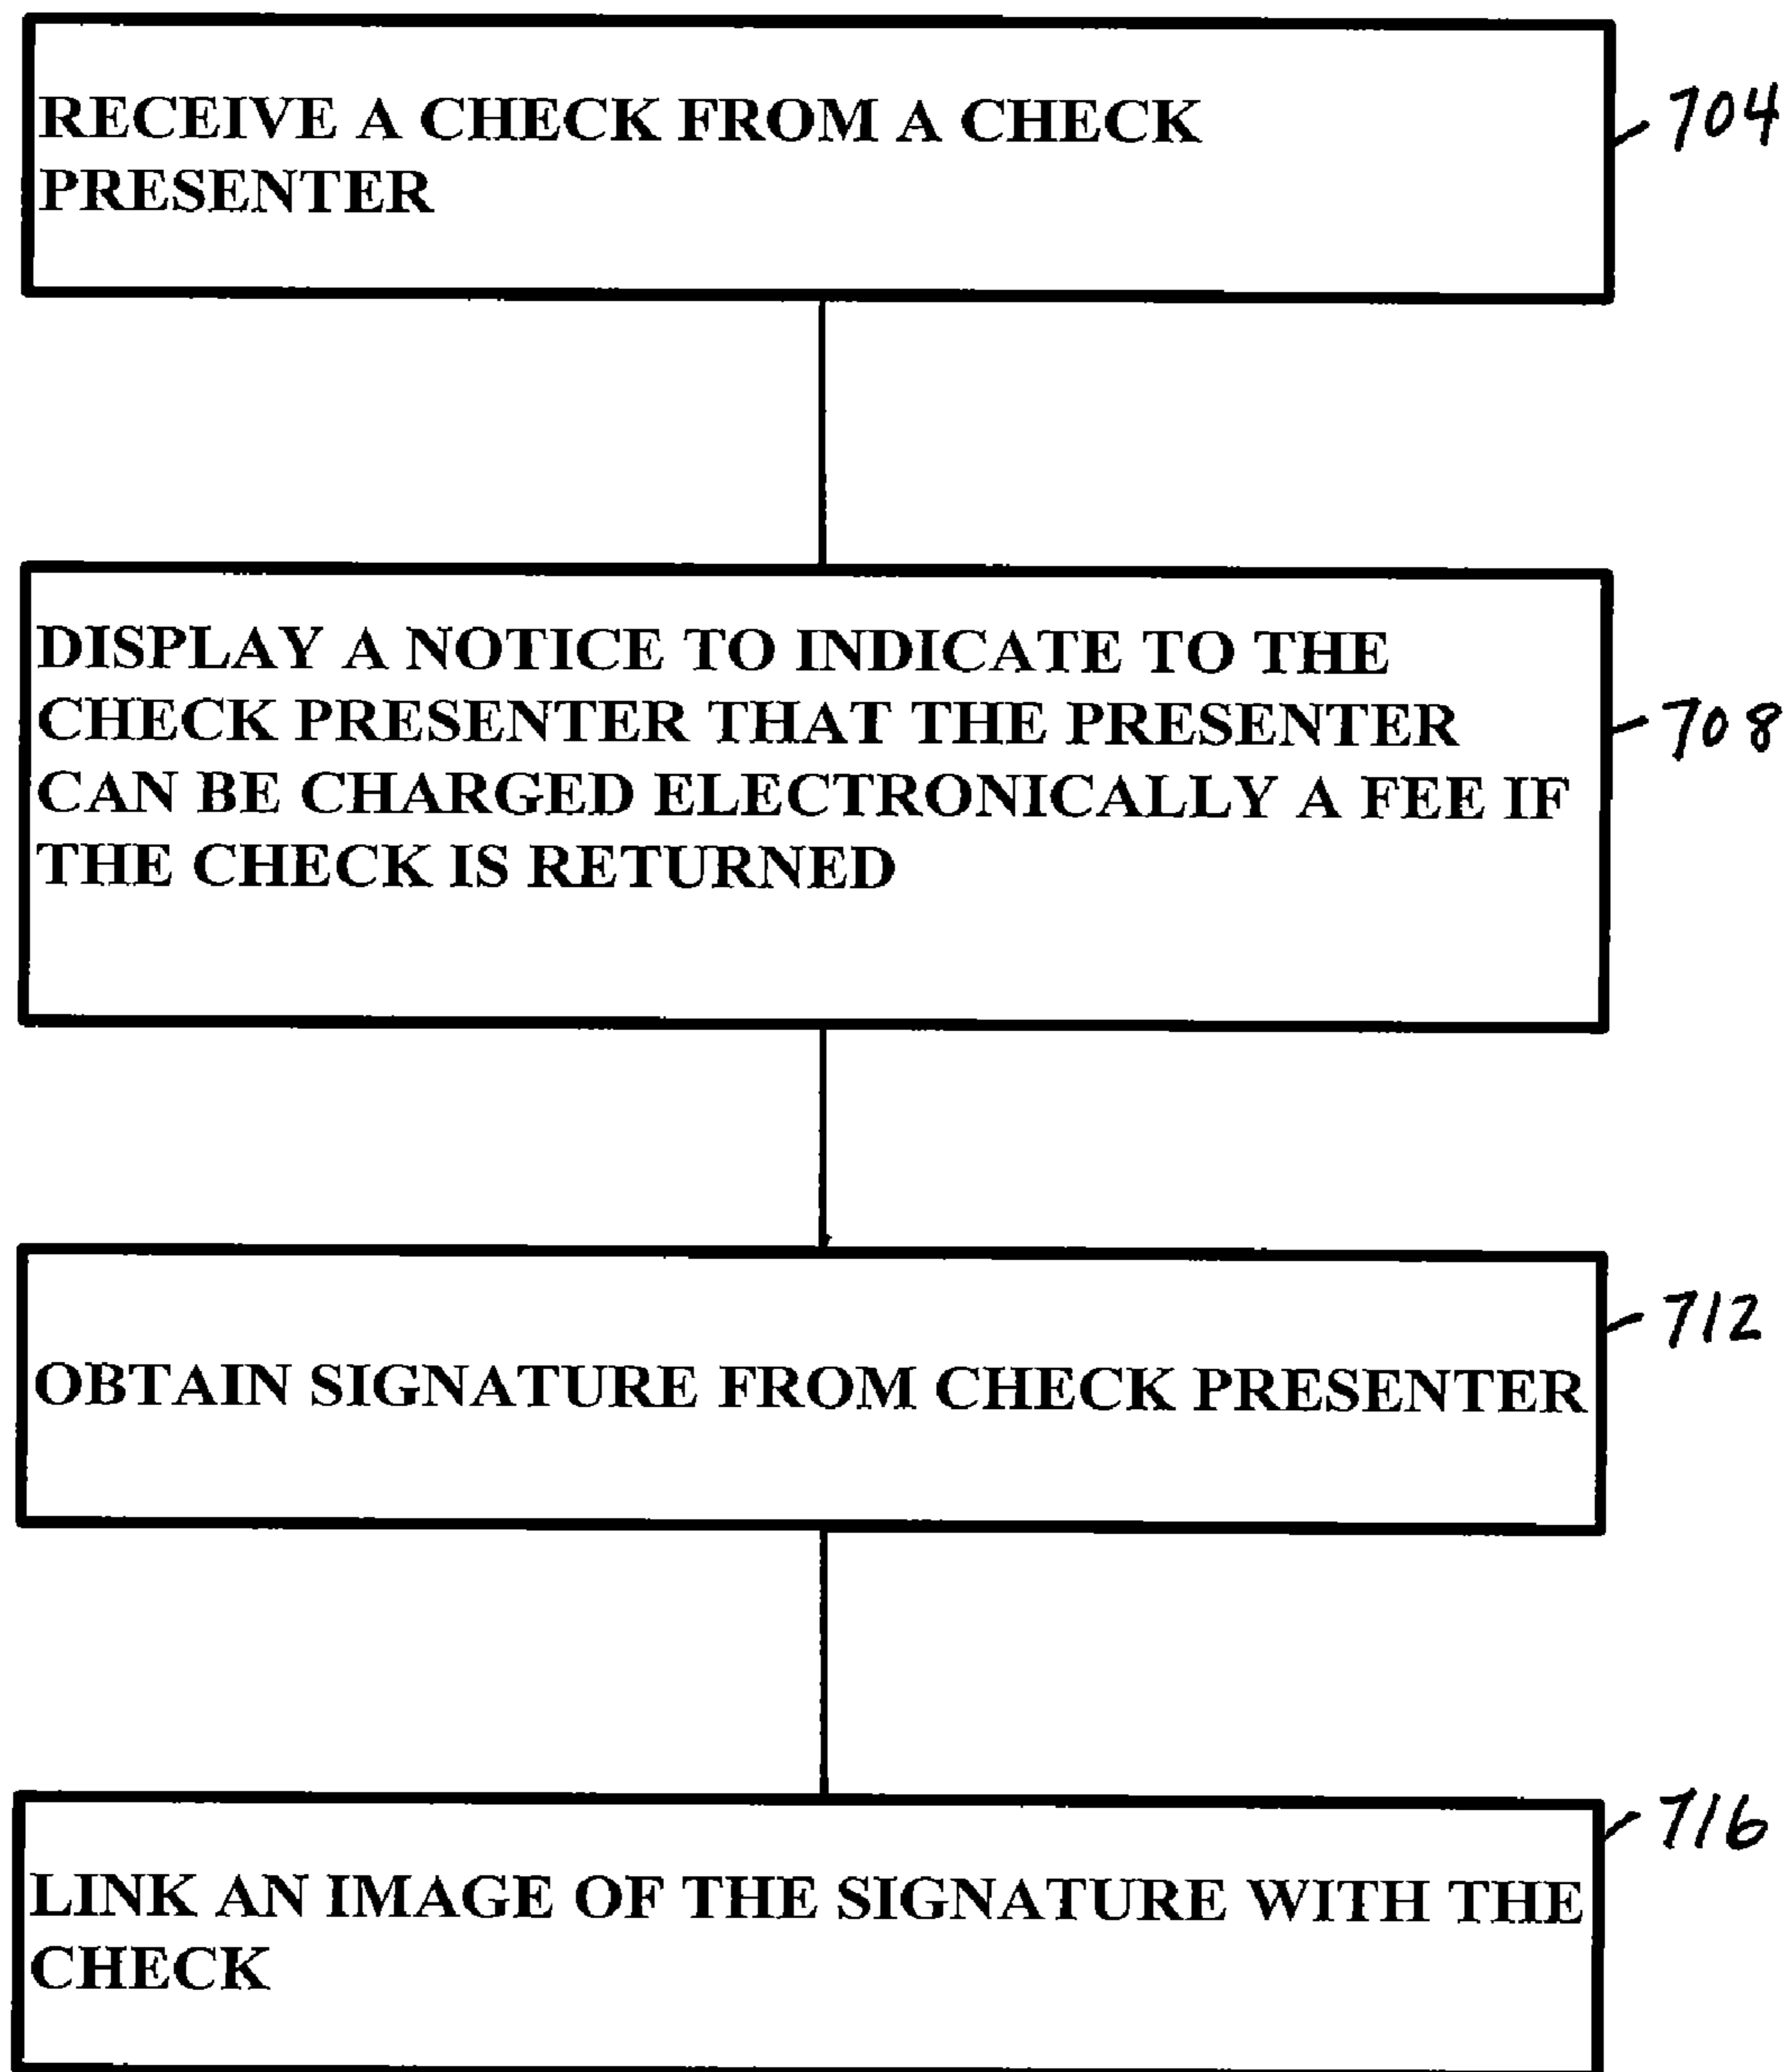 RECEIVE A CHECK FROM A CHECK
PRESENTER
704
DISPLAY A NOTICE TO INDICATE TO THE
CHECK PRESENTER THAT THE PRESENTER
CAN BE CHARGED ELECTRONICALLY A FEE IF
THE CHECK IS RETURNED
708
OBTAIN SIGNATURE FROM CHECK PRESENTER
712
LINK AN IMAGE OF THE SIGNATURE WITH THE
CHECK
716